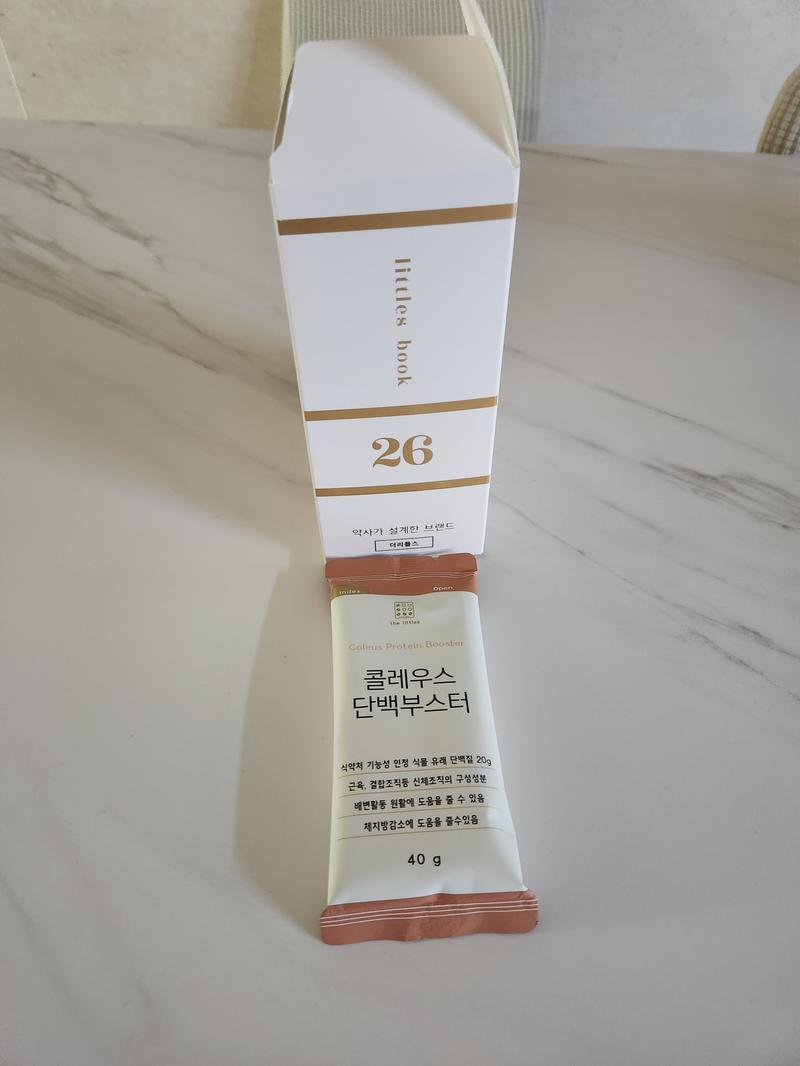 littles book
26
약사가 설계한 브랜드
더리틀스
Index
Open
the littles
Coleus Protein Booster
콜레우스
단백부스터
식약처 기능성 인정 식물 유래 단백질 20g
근육, 결합조직등 신체조직의 구성성분
배변활동 원활에 도움을 줄 수 있음
체지방감소에 도움을 줄수있음
40 g